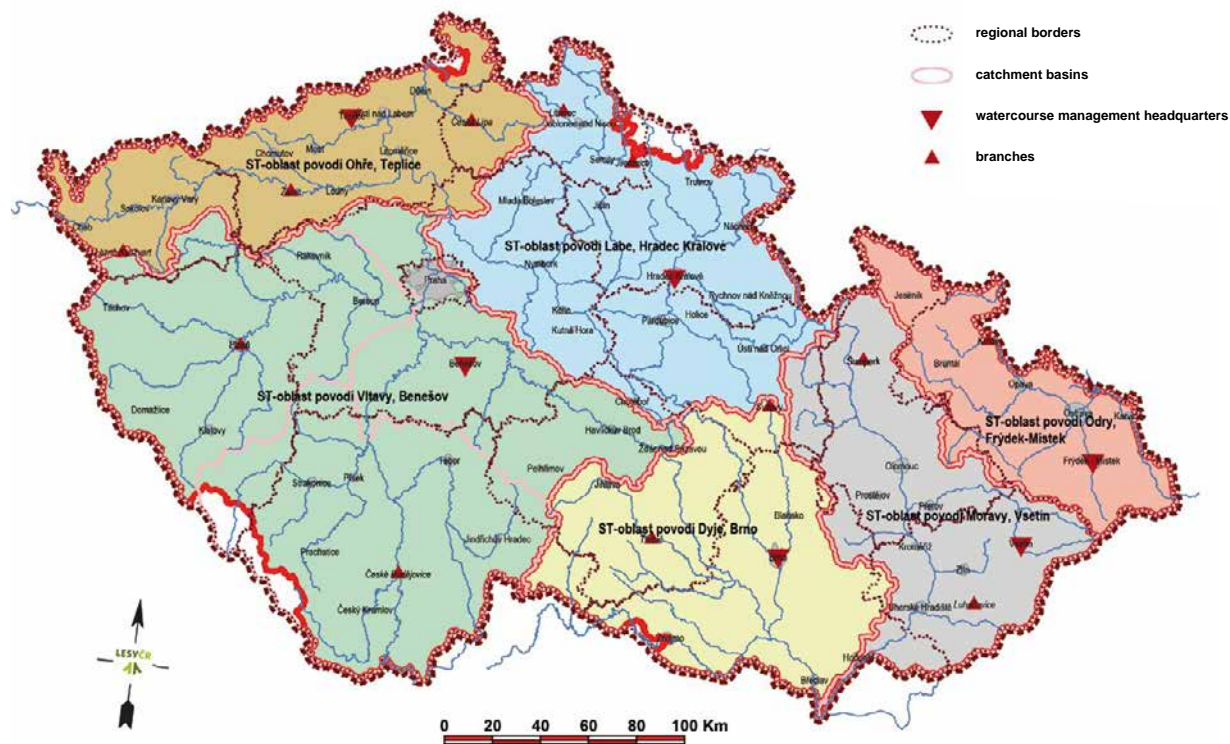 regional borders
catchment basins
watercourse management headquarters
branches
Děčín
Česká Lípa
Liberec
Most
Litoměřice
Chomutov
Semily
ST-oblast povodí Ohře, Teplice
Trutnov
Louny
Karlovy Vary
Mladá Boleslav
Jičín
Sokolov
Cheb
Náchod
ST-oblast povodí Labe, Hradec Králové
Rakovník
Nymburk
Praha
Hradec Králové
Beroun
Rychnov nad Kněžnou
Jeseník
Tachov
Kolín
Holice
Pardubice
Kutná Hora
Ústí nad Orlicí
Šumperk
Bruntál
Benešov
Opava
ST-oblast povodí Vltavy, Benešov
Domažlice
ST-oblast povodí Odry,
Frýdek-Místek
Klatovy
Havlíčkův Brod
Žďár nad Sázavou
Tábor
Olomouc
Frýdek - Místek
Pelhřimov
Písek
Strakonice
Jihlava
Prostějov
Přerov
Blansko
ST-oblast povodí Moravy, Vsetín
ST-oblast povodí Dyje, Brno
Jindřichův Hradec
Prachatice
Kroměříž
Vsetín
Brno
Zlín
České Budějovice
Luhačovice
Uherské Hradiště
Český Krumlov
Znojmo
Hodonín
LESY ČR
Břeclav
0 20 40 60 80 100 Km